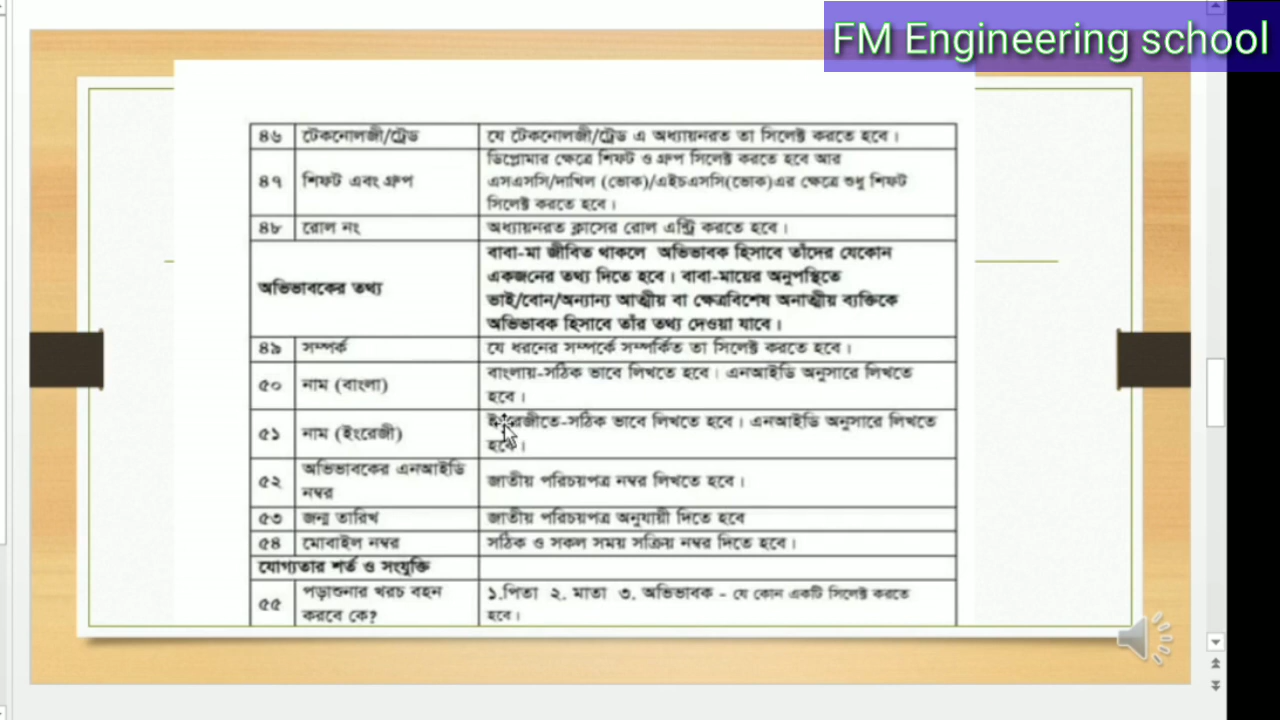 FM Engineering school
৪৬ টেকনোলজী/ট্রেড যে টেকনোলজী/ট্রেড এ অধ্যায়নরত তা সিলেক্ট করতে হবে।
৪৭ শিফট এবং গ্রুপ ডিপ্লোমার ক্ষেত্রে শিফট ও গ্রুপ সিলেক্ট করতে হবে আর
এসএসসি/দাখিল (ভোক)/এইচএসসি(ভোক)এর ক্ষেত্রে শুধু শিফট
সিলেক্ট করতে হবে।
৪৮ রোল নং অধ্যায়নরত ক্লাসের রোল এন্ট্রি করতে হবে।
অভিভাবকের তথ্য বাবা-মা জীবিত থাকলে অভিভাবক হিসাবে তাঁদের যেকোন
একজনের তথ্য দিতে হবে। বাবা-মায়ের অনুপস্থিতে
ভাই/বোন/অন্যান্য আত্মীয় বা ক্ষেত্রবিশেষ অনাত্মীয় ব্যক্তিকে
অভিভাবক হিসাবে তাঁর তথ্য দেওয়া যাবে।
৪৯ সম্পর্ক যে ধরনের সম্পর্কে সম্পর্কিত তা সিলেক্ট করতে হবে।
৫০ নাম (বাংলা) বাংলায়-সঠিক ভাবে লিখতে হবে। এনআইডি অনুসারে লিখতে
হবে।
৫১ নাম (ইংরেজী) ইংরেজীতে-সঠিক ভাবে লিখতে হবে। এনআইডি অনুসারে লিখতে
হবে।
৫২ অভিভাবকের এনআইডি
নম্বর জাতীয় পরিচয়পত্র নম্বর লিখতে হবে।
৫৩ জন্ম তারিখ জাতীয় পরিচয়পত্র অনুযায়ী দিতে হবে
৫৪ মোবাইল নম্বর সঠিক ও সকল সময় সক্রিয় নম্বর দিতে হবে।
যোগ্যতার শর্ত ও সংযুক্তি
৫৫ পড়াশুনার খরচ বহন
করবে কে? ১.পিতা ২. মাতা ৩. অভিভাবক - যে কোন একটি সিলেক্ট করতে
হবে।